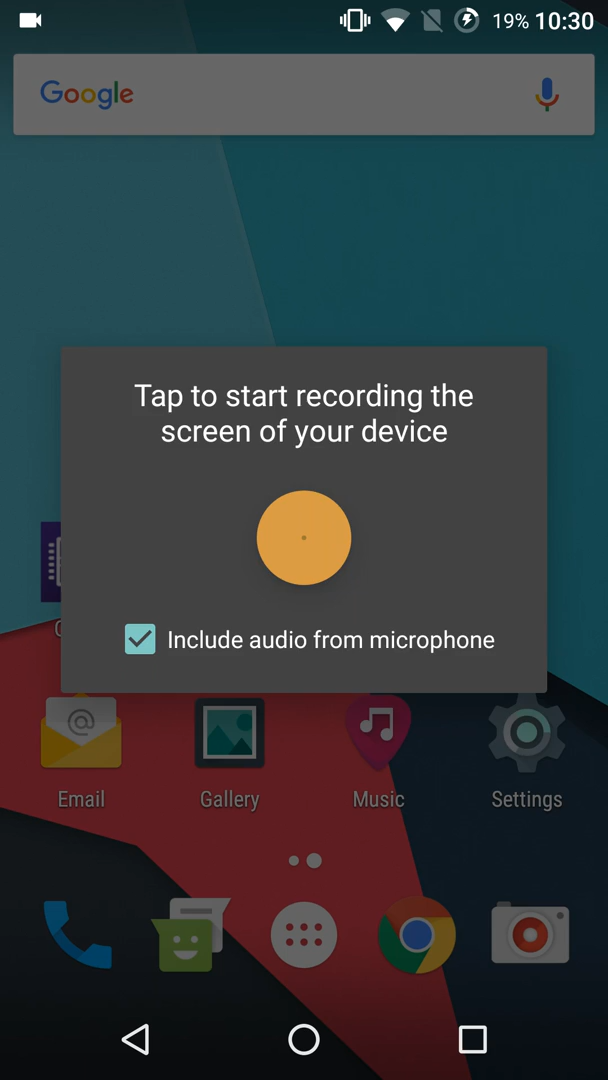 19% 10:30
Google
Tap to start recording the
screen of your device
Include audio from microphone
Email Gallery Music Settings